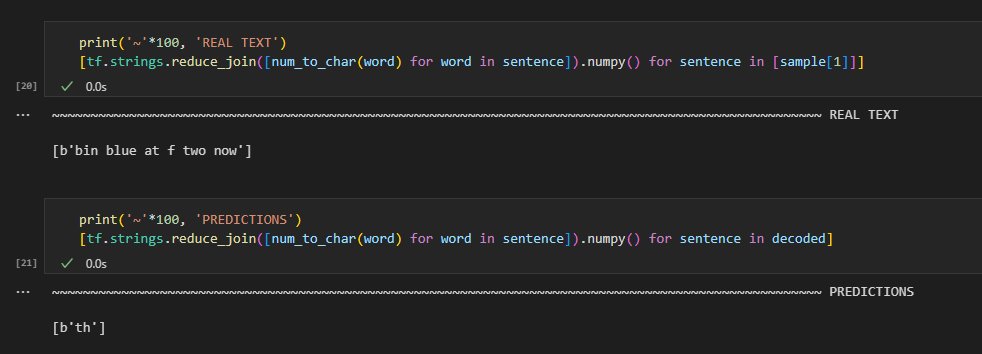 print('~'*100, 'REAL TEXT')
[tf.strings.reduce_join([num_to_char(word) for word in sentence]).numpy() for sentence in [sample[1]]]
[20]
✓ 0.0s
... ~~~~~~~~~~~~~~~~~~~~~~~~~~~~~~~~~~~~~~~~~~~~~~~~~~~~~~~~~~~~~~~~~~~~~~~~~~~~~~~~~~~~~~~~~~~~~~~~~~~~ REAL TEXT
[b'bin blue at f two now']
print('~'*100, 'PREDICTIONS')
[tf.strings.reduce_join([num_to_char(word) for word in sentence]).numpy() for sentence in decoded]
[21]
✓ 0.0s
... ~~~~~~~~~~~~~~~~~~~~~~~~~~~~~~~~~~~~~~~~~~~~~~~~~~~~~~~~~~~~~~~~~~~~~~~~~~~~~~~~~~~~~~~~~~~~~~~~~~~~ PREDICTIONS
[b'th']